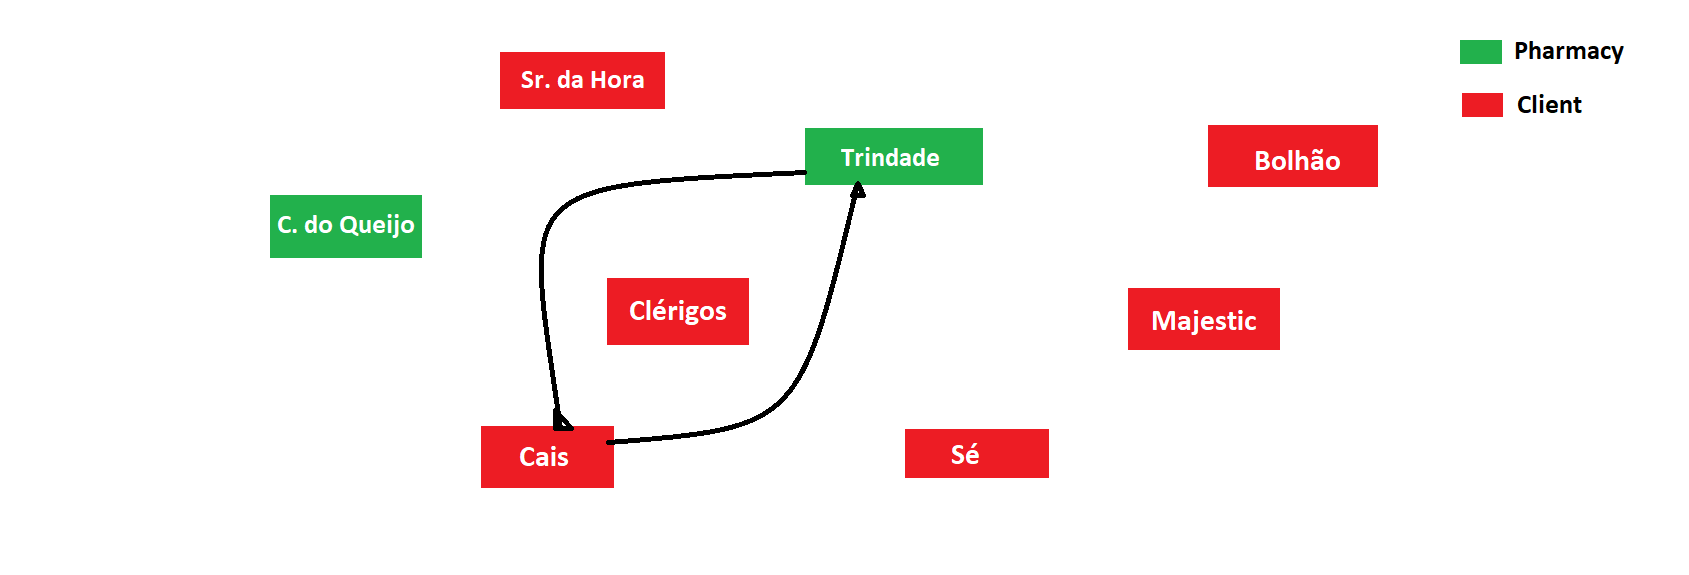 Pharmacy
Client
Sr. da Hora
Trindade
Bolhão
C. do Queijo
Clérigos
Majestic
Cais
Sé